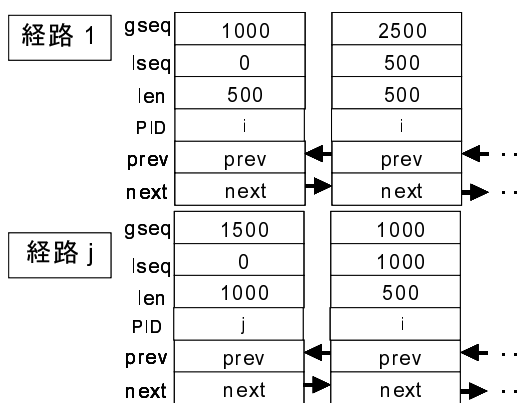 経路 1
gseq 1000 2500
lseq 0 500
len 500 500
PID i i
prev prev prev ‥
next next next ‥
経路 j
gseq 1500 1000
lseq 0 1000
len 1000 500
PID j i
prev prev prev ‥
next next next ‥